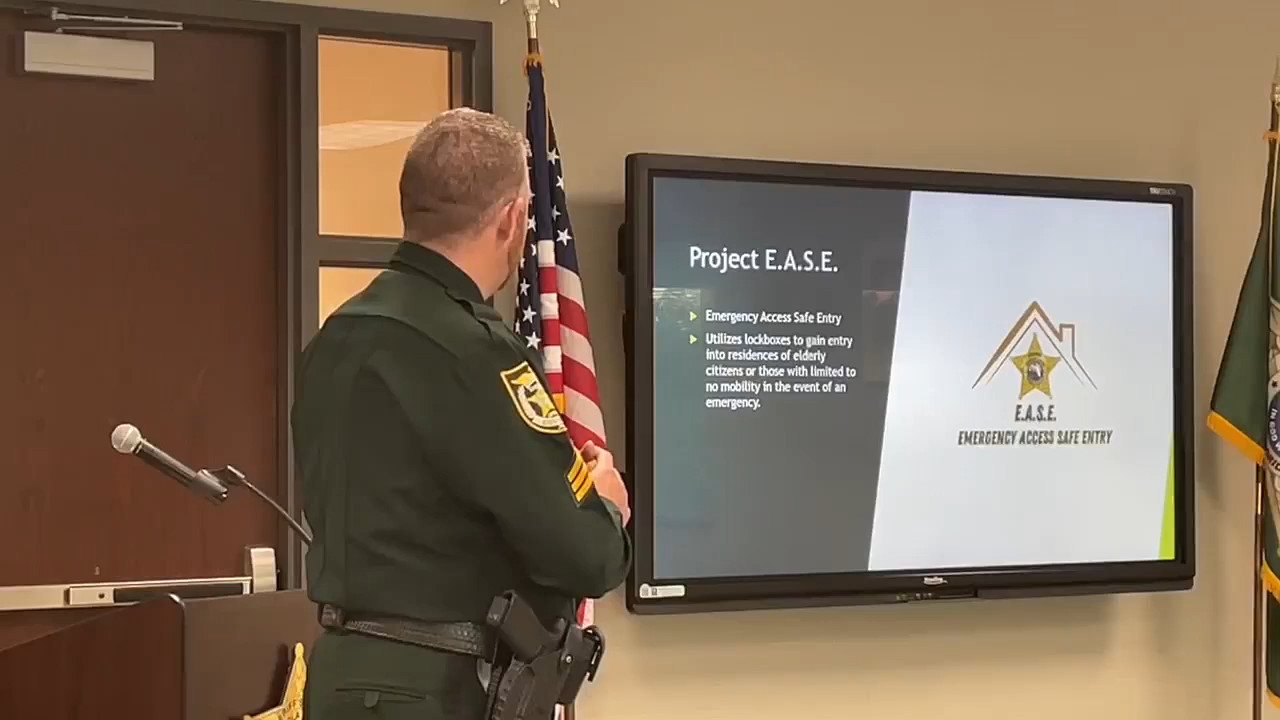 Project E.A.S.E.
Emergency Access Safe Entry
Utilizes lockboxes to gain entry
into residences of elderly
citizens or those with limited to
no mobility in the event of an
emergency.
E.A.S.E.
EMERGENCY ACCESS SAFE ENTRY